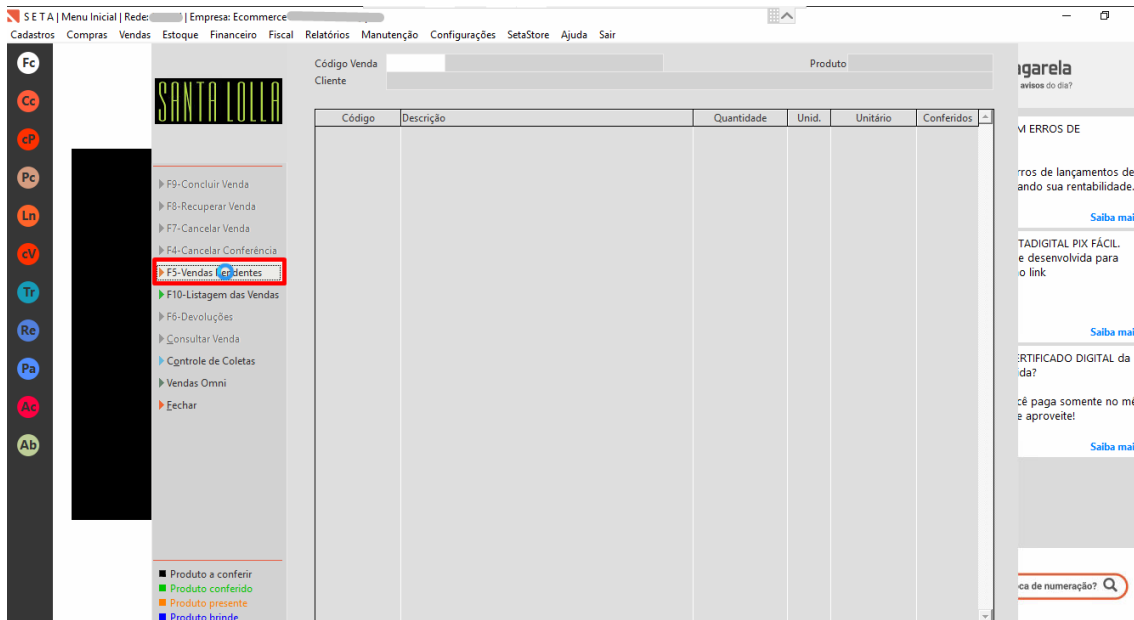 S E T A | Menu Inicial | Rede: | Empresa: Ecommerce
Cadastros Compras Vendas Estoque Financeiro Fiscal Relatórios Manutenção Configurações SetaStore Ajuda Sair
Fc
Cc
cP
Pc
Ln
cV
Tr
Re
Pa
Ac
Ab
SANTA LOLLA
F9-Concluir Venda
F8-Recuperar Venda
F7-Cancelar Venda
F4-Cancelar Conferência
F5-Vendas Pendentes
F10-Listagem das Vendas
F6-Devoluções
Consultar Venda
Controle de Coletas
Vendas Omni
Fechar
Produto a conferir
Produto conferido
Produto presente
Produto brinde
Código Venda Produto
Cliente
Código Descrição Quantidade Unid. Unitário Conferidos
agarela
avisos do dia?
M ERROS DE
rros de lançamentos de
ando sua rentabilidade.
Saiba mai
TADIGITAL PIX FÁCIL.
e desenvolvida para
o link
Saiba mai
ERTIFICADO DIGITAL da
ida?
cê paga somente no mê
e aproveite!
Saiba mai
ca de numeração?